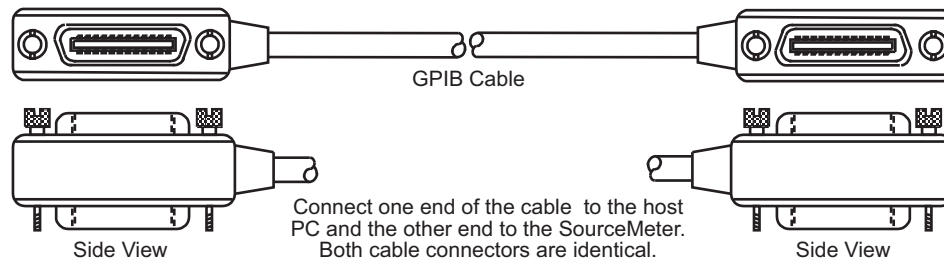 GPIB Cable
Connect one end of the cable to the host
PC and the other end to the SourceMeter.
Both cable connectors are identical.
Side View
Side View